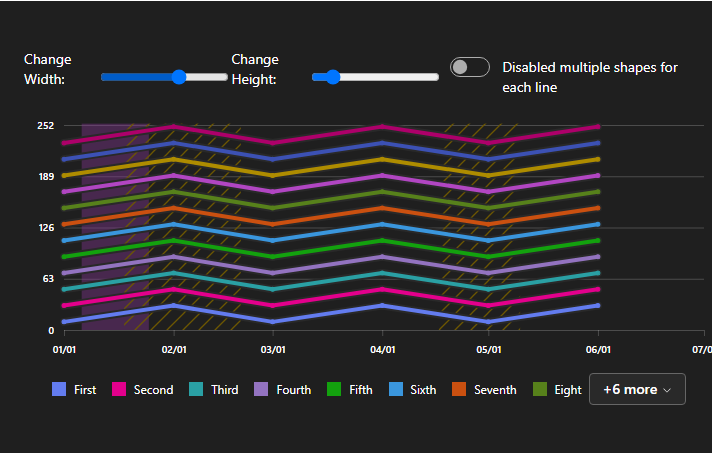 Change Width:
Change Height:
Disabled multiple shapes for each line
252
189
126
63
0
01/01 02/01 03/01 04/01 05/01 06/01 07/0
First Second Third Fourth Fifth Sixth Seventh Eight +6 more